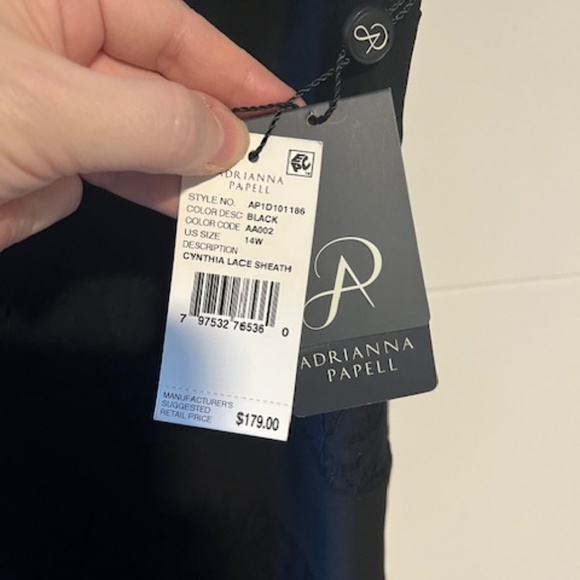 ADRIANNA
PAPELL
STYLE NO. AP1D101186
COLOR DESC BLACK
COLOR CODE AA002
US SIZE 14W
DESCRIPTION
CYNTHIA LACE SHEATH
7 97532 76536 0
MANUFACTURER'S
SUGGESTED
RETAIL PRICE $179.00
ADRIANNA
PAPELL